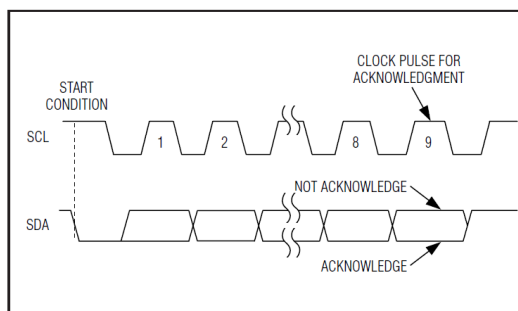 CLOCK PULSE FOR
ACKNOWLEDGMENT
START
CONDITION
SCL
1
2
8
9
NOT ACKNOWLEDGE
SDA
ACKNOWLEDGE